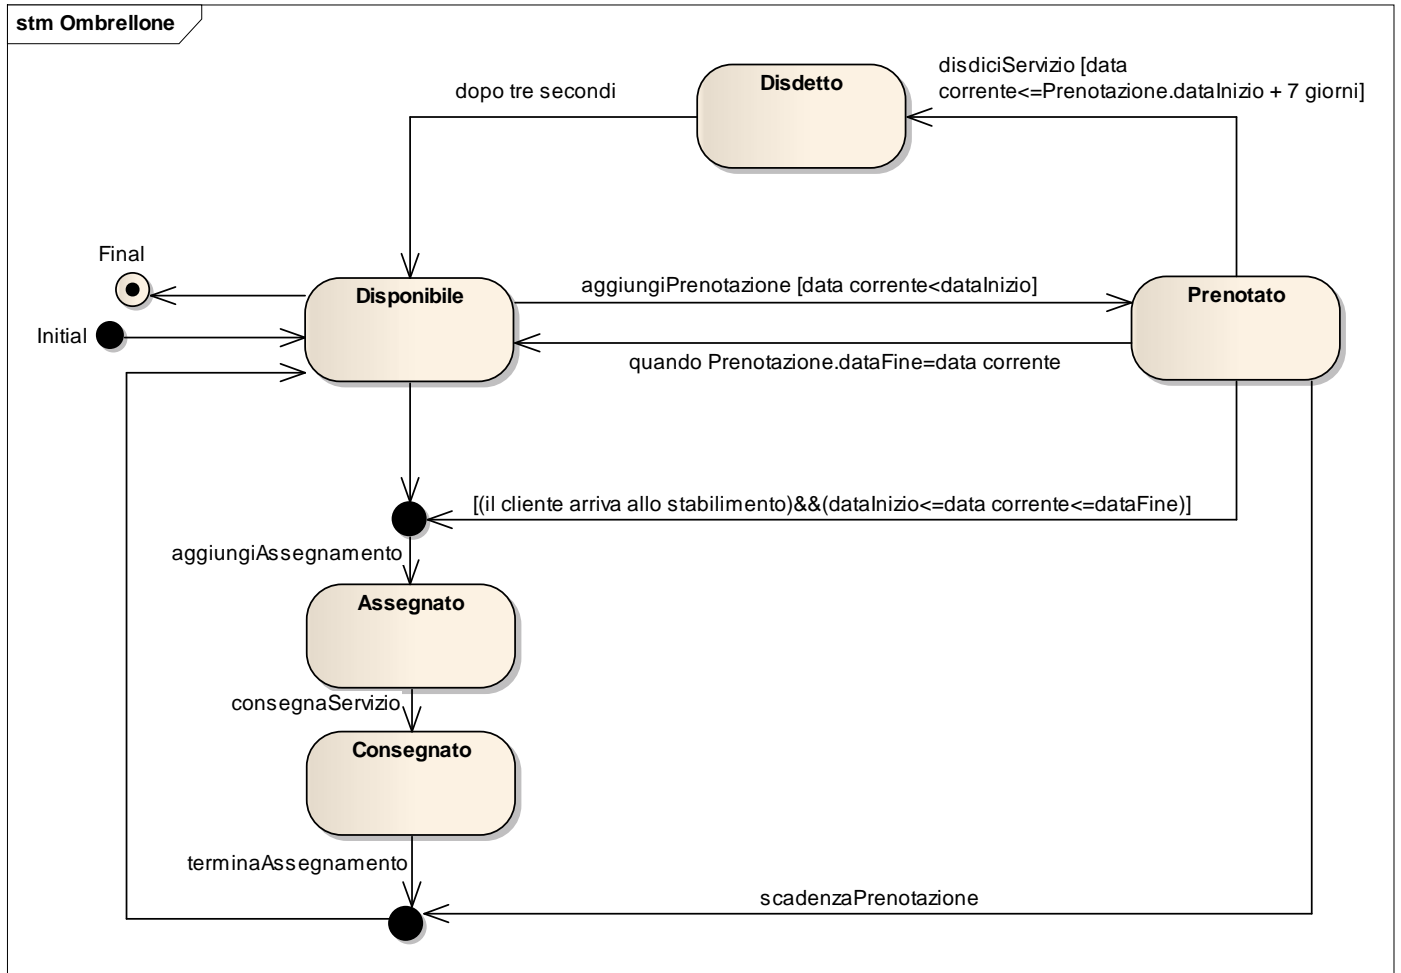 stm Ombrellone
Disdetto
disdiciServizio [data
corrente<=Prenotazione.dataInizio + 7 giorni]
dopo tre secondi
Final
Disponibile
aggiungiPrenotazione [data corrente<dataInizio]
Prenotato
Initial
quando Prenotazione.dataFine=data corrente
[(il cliente arriva allo stabilimento)&&(dataInizio<=data corrente<=dataFine)]
aggiungiAssegnamento
Assegnato
consegnaServizio
Consegnato
terminaAssegnamento
scadenzaPrenotazione